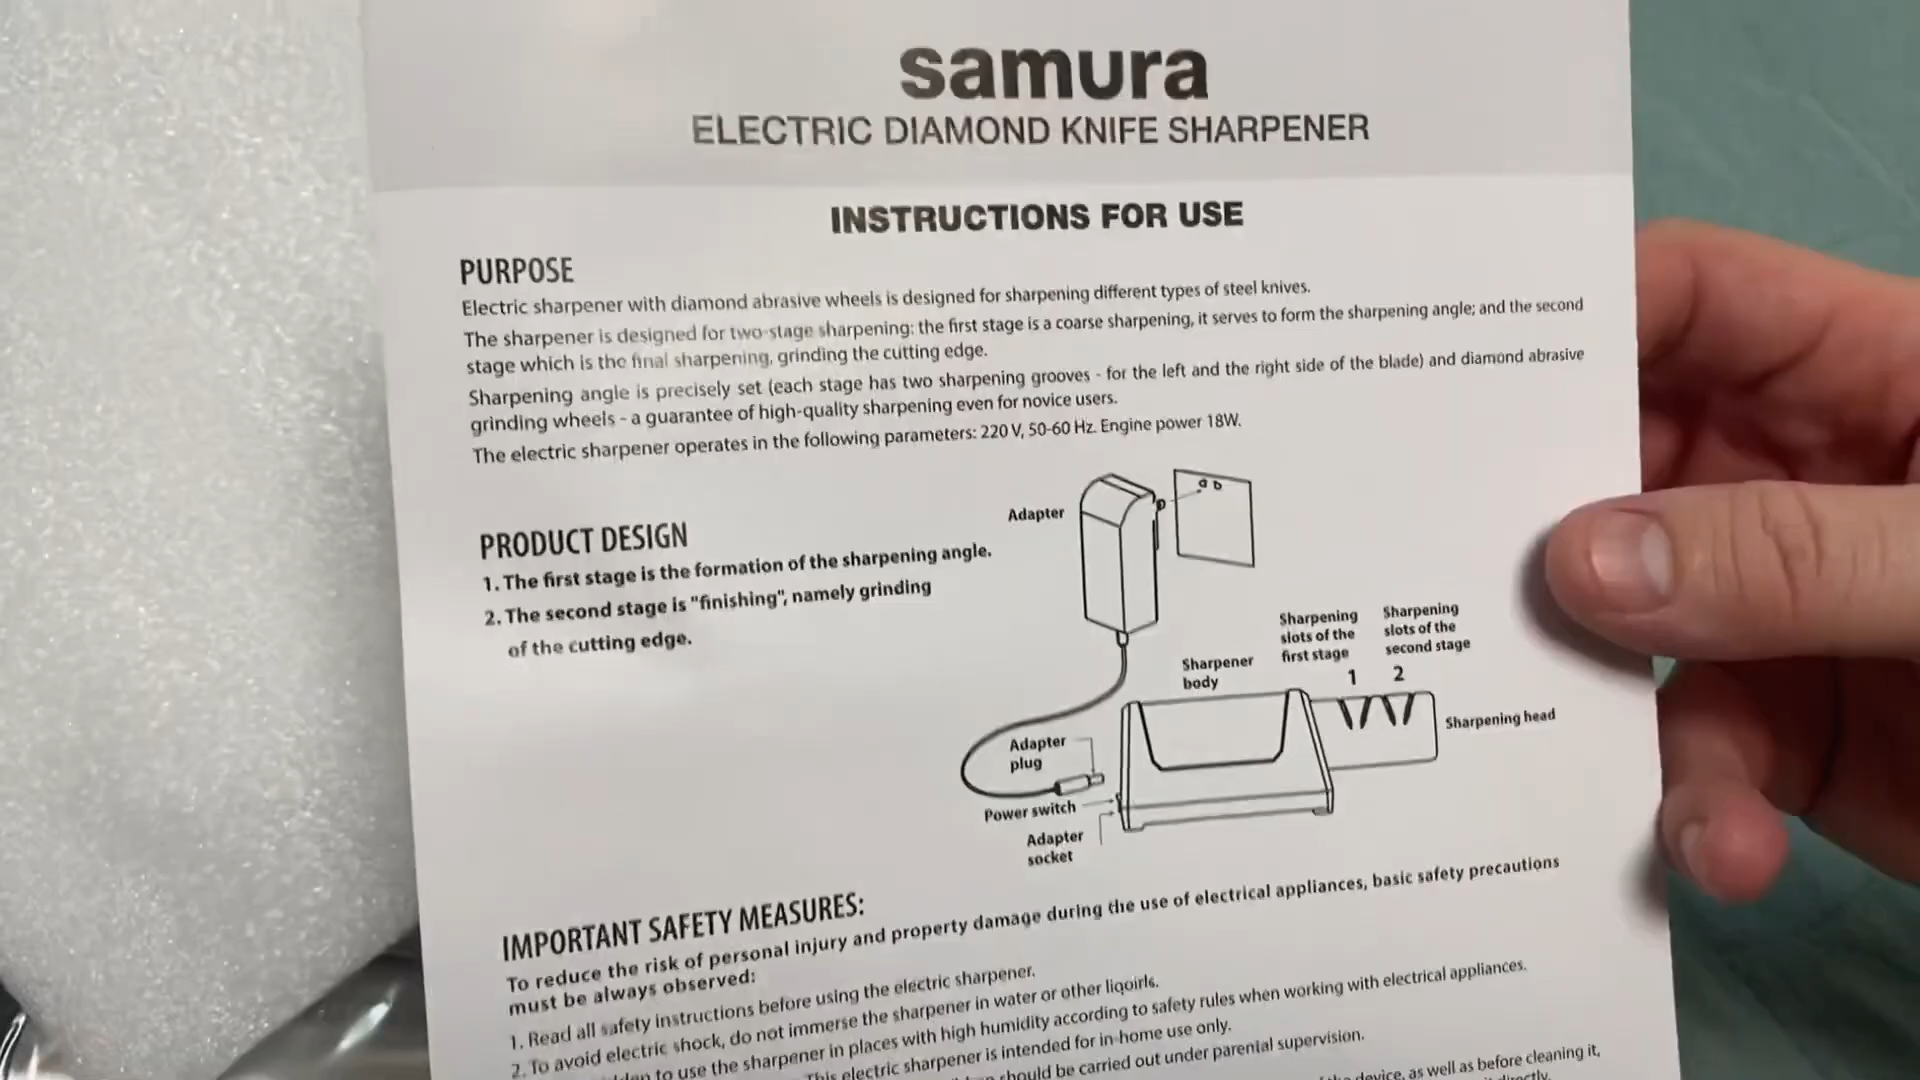 samura
ELECTRIC DIAMOND KNIFE SHARPENER
INSTRUCTIONS FOR USE
PURPOSE
Electric sharpener with diamond abrasive wheels is designed for sharpening different types of steel knives.
The sharpener is designed for two-stage sharpening: the first stage is a coarse sharpening, it serves to form the sharpening angle; and the second
stage which is the final sharpening, grinding the cutting edge.
Sharpening angle is precisely set (each stage has two sharpening grooves - for the left and the right side of the blade) and diamond abrasive
grinding wheels - a guarantee of high-quality sharpening even for novice users.
The electric sharpener operates in the following parameters: 220 V, 50-60 Hz. Engine power 18W.
PRODUCT DESIGN
1. The first stage is the formation of the sharpening angle.
2. The second stage is "finishing", namely grinding
of the cutting edge.
Adapter
Sharpener
body
Sharpening
slots of the
first stage
1
Sharpening
slots of the
second stage
2
Sharpening head
Adapter
plug
Power switch
Adapter
socket
IMPORTANT SAFETY MEASURES:
To reduce the risk of personal injury and property damage during the use of electrical appliances, basic safety precautions
must be always observed:
1. Read all safety instructions before using the electric sharpener.
2. To avoid electric shock, do not immerse the sharpener in water or other liqoirls.
to use the sharpener in places with high humidity according to safety rules when working with electrical appliances.
This electric sharpener is intended for in-home use only.
should be carried out under parental supervision.
device, as well as before cleaning it,
directly.